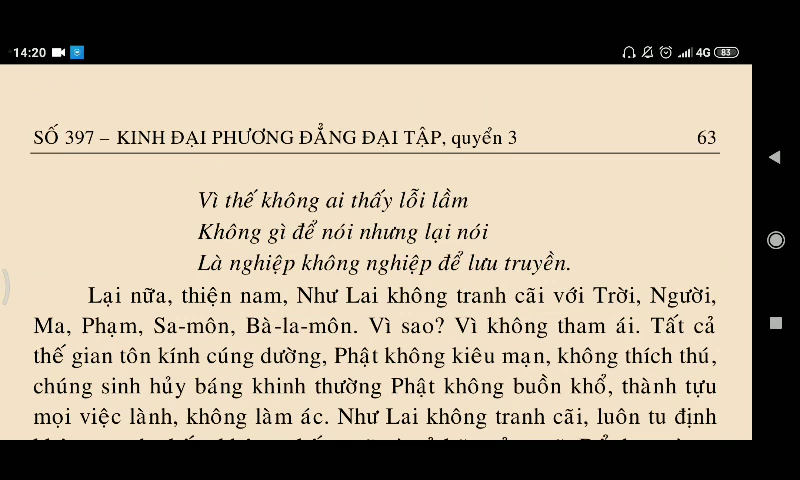 14:20
4G 83
SỐ 397 – KINH ĐẠI PHƯƠNG ĐẲNG ĐẠI TẬP, quyển 3 63
Vì thế không ai thấy lỗi lầm
Không gì để nói nhưng lại nói
Là nghiệp không nghiệp để lưu truyền.
Lại nữa, thiện nam, Như Lai không tranh cãi với Trời, Người,
Ma, Phạm, Sa-môn, Bà-la-môn. Vì sao? Vì không tham ái. Tất cả
thế gian tôn kính cúng dường, Phật không kiêu mạn, không thích thú,
chúng sinh hủy báng khinh thường Phật không buồn khổ, thành tựu
mọi việc lành, không làm ác. Như Lai không tranh cãi, luôn tu định